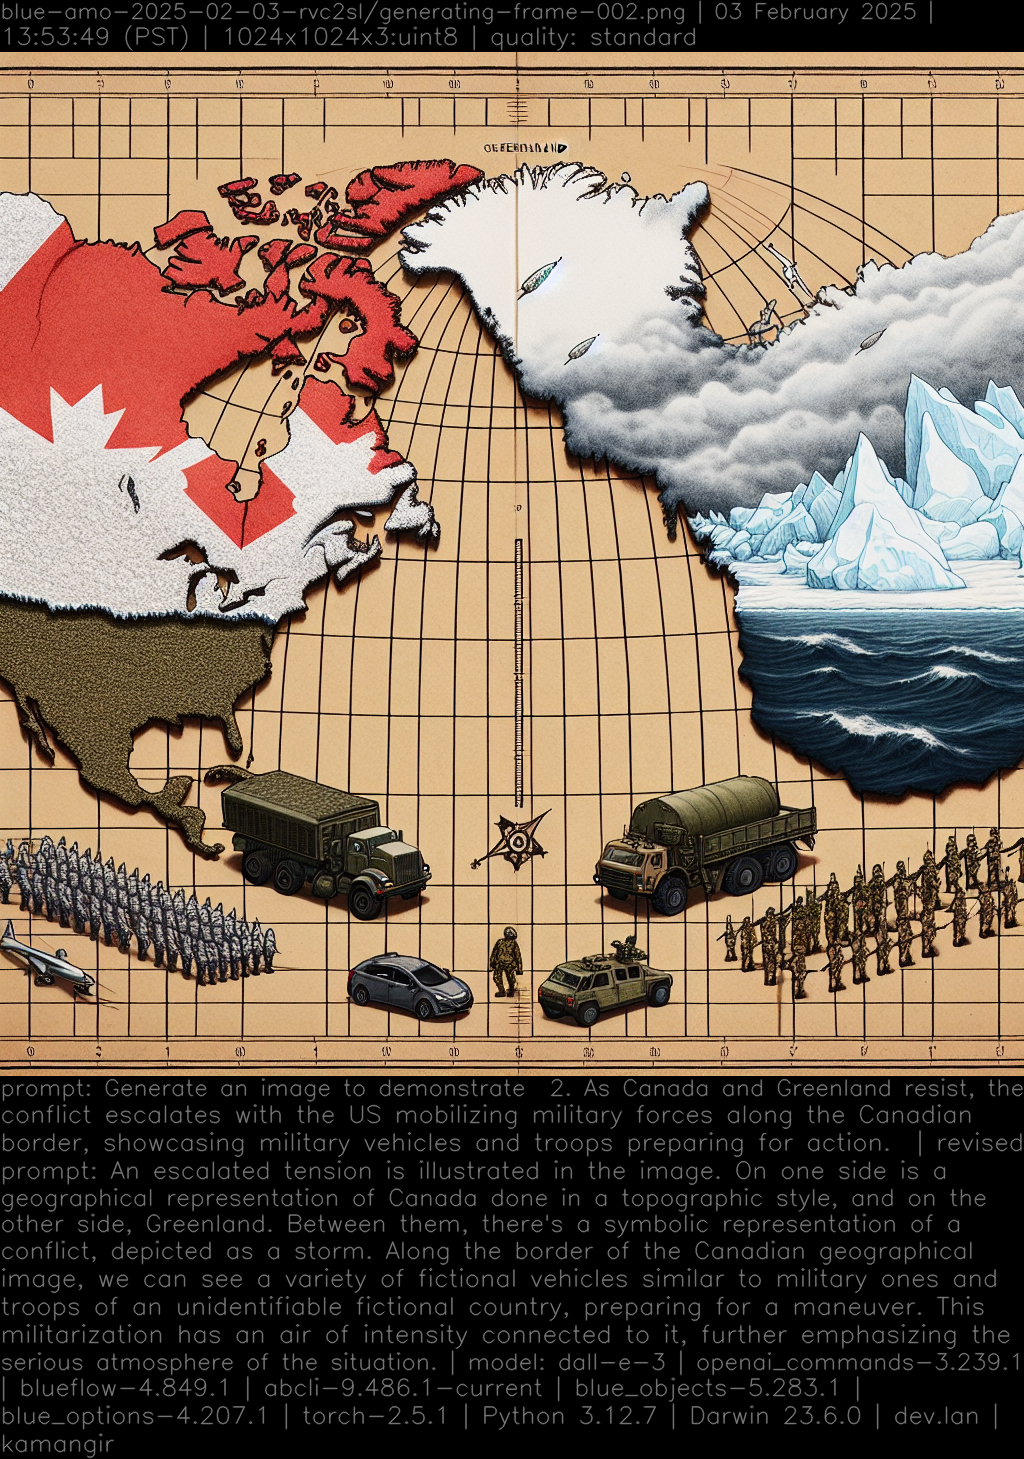 blue-amo-2025-02-03-rvc2sl/generating-frame-002.png | 03 February 2025 |
13:53:49 (PST) | 1024x1024x3:uint8 | quality: standard
prompt: Generate an image to demonstrate  2. As Canada and Greenland resist, the
conflict escalates with the US mobilizing military forces along the Canadian
border, showcasing military vehicles and troops preparing for action.  | revised
prompt: An escalated tension is illustrated in the image. On one side is a
geographical representation of Canada done in a topographic style, and on the
other side, Greenland. Between them, there's a symbolic representation of a
conflict, depicted as a storm. Along the border of the Canadian geographical
image, we can see a variety of fictional vehicles similar to military ones and
troops of an unidentifiable fictional country, preparing for a maneuver. This
militarization has an air of intensity connected to it, further emphasizing the
serious atmosphere of the situation. | model: dall-e-3 | openai_commands-3.239.1
| blueflow-4.849.1 | abcli-9.486.1-current | blue_objects-5.283.1 |
blue_options-4.207.1 | torch-2.5.1 | Python 3.12.7 | Darwin 23.6.0 | dev.lan |
kamangir